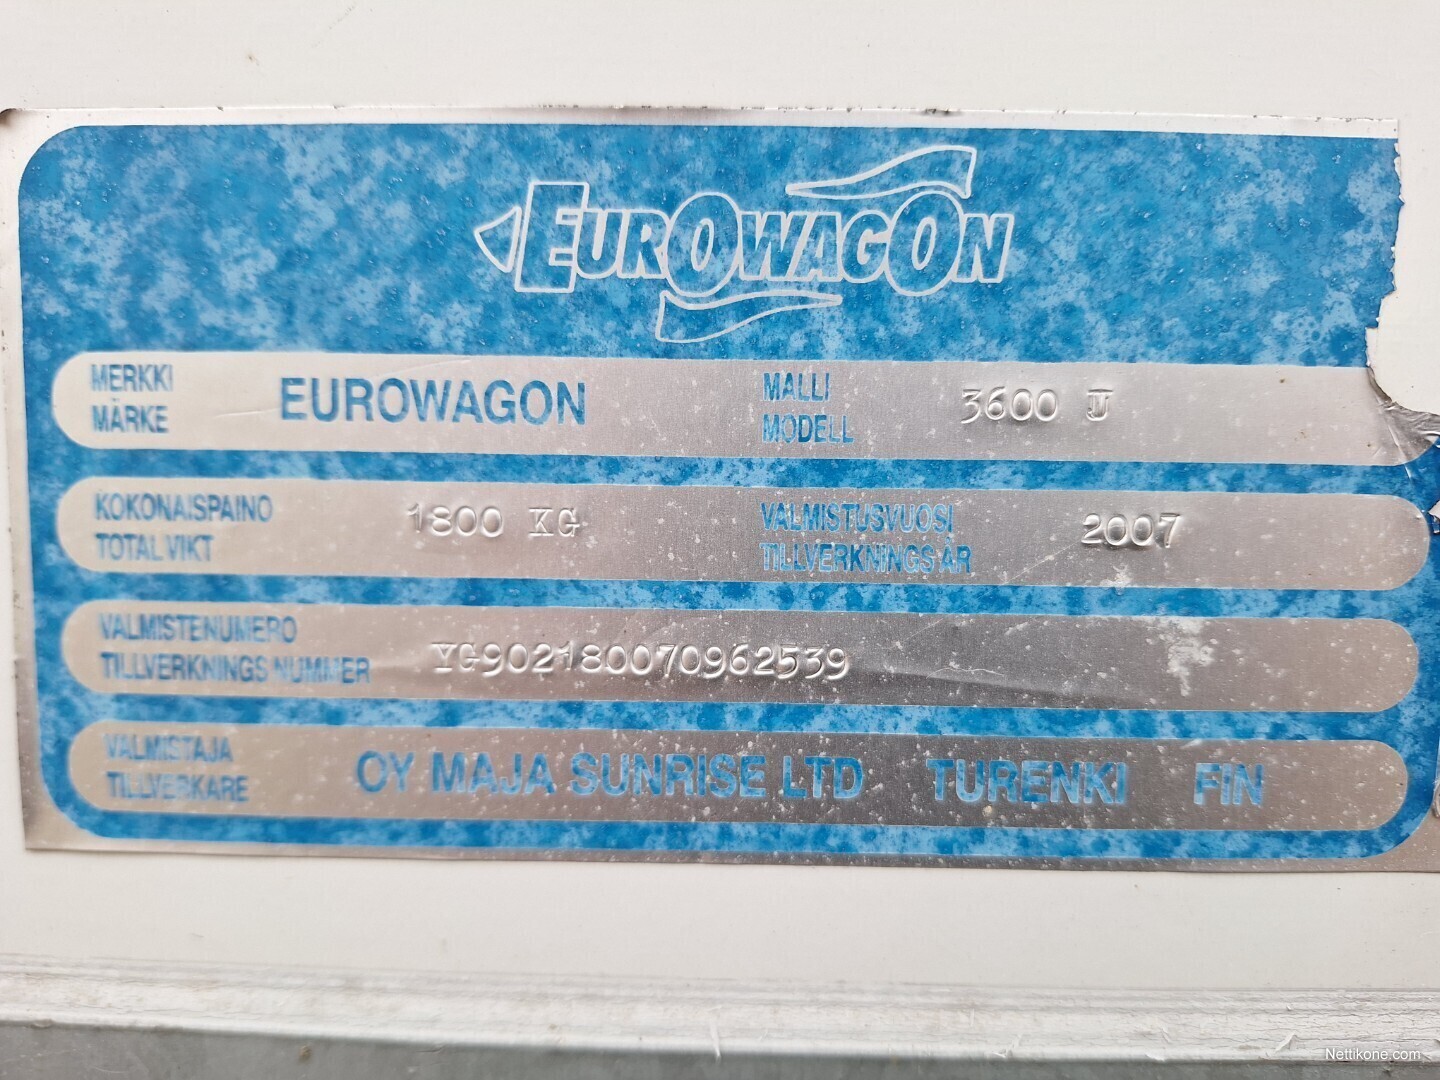 EUROWAGON
MERKKI
MÄRKE
EUROWAGON
MALLI
MODELL
3600 U
KOKONAISPAINO
TOTAL VIKT
1800 KG
VALMISTUSVUOSI
TILLVERKNINGS ÅR
2007
VALMISTENUMERO
TILLVERKNINGS NUMMER
YG902180070962539
VALMISTAJA
TILLVERKARE
OY MAJA SUNRISE LTD TURENKI FIN
Nettikone.com